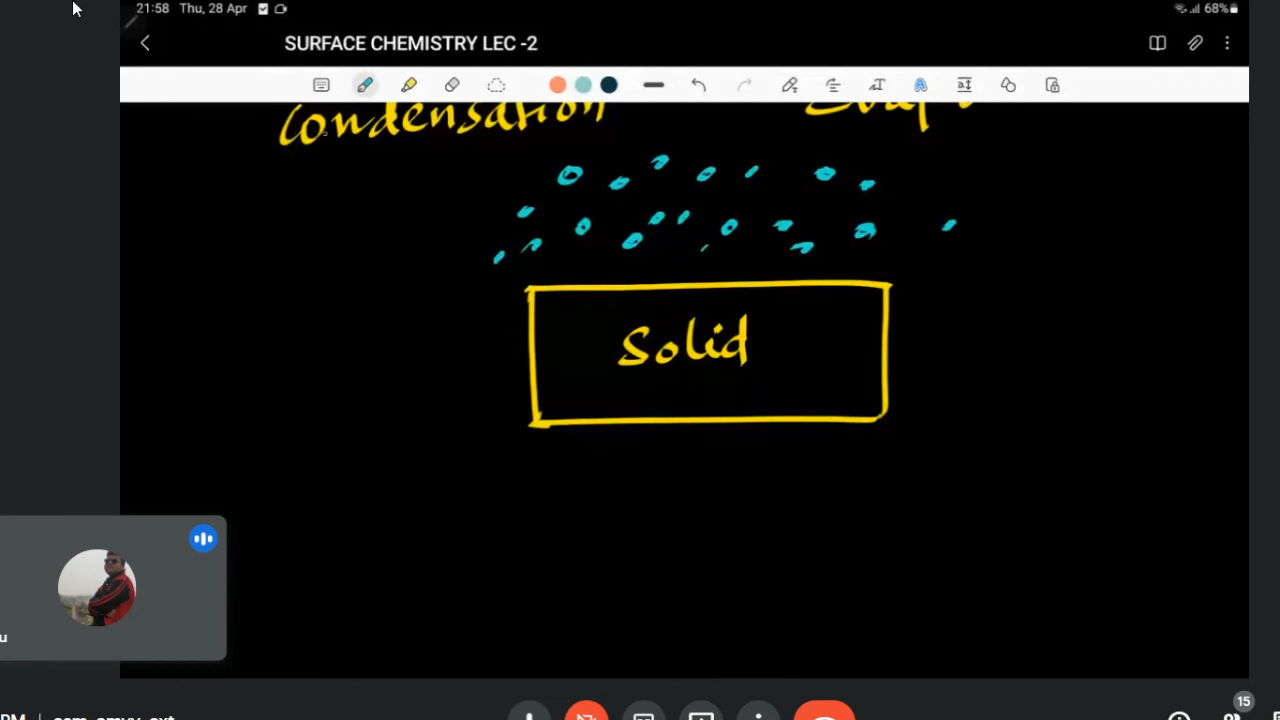 21:58 Thu, 28 Apr 68%
SURFACE CHEMISTRY LEC -2
Condensation
Solid
u
15